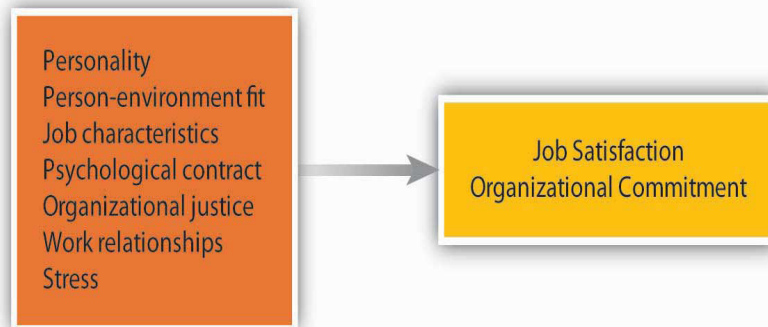 Personality
Person-environment fit
Job characteristics
Psychological contract
Organizational justice
Work relationships
Stress
Job Satisfaction
Organizational Commitment